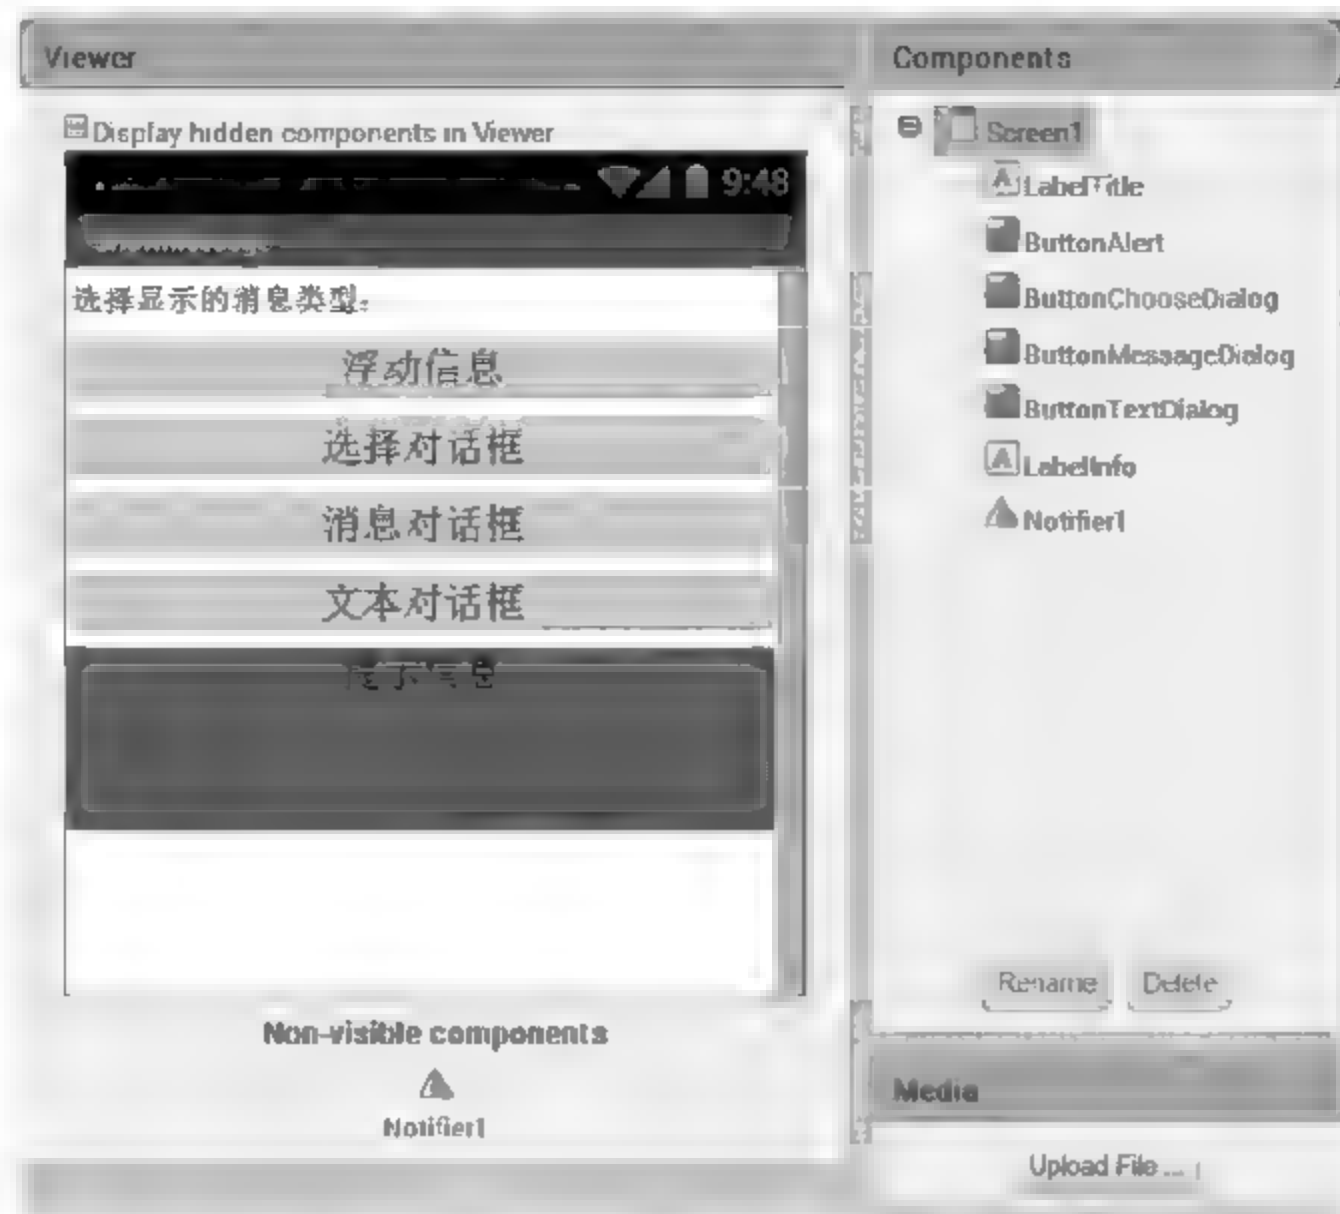 Viewer
Display hidden components in Viewer
9:48
选择显示的消息类型:
浮动信息
选择对话框
消息对话框
文本对话框
Non-visible components
Notifier1
Components
Screen1
LabelTitle
ButtonAlert
ButtonChooseDialog
ButtonMessageDialog
ButtonTextDialog
LabelInfo
Notifier1
Rename Delete
Media
Upload File ...